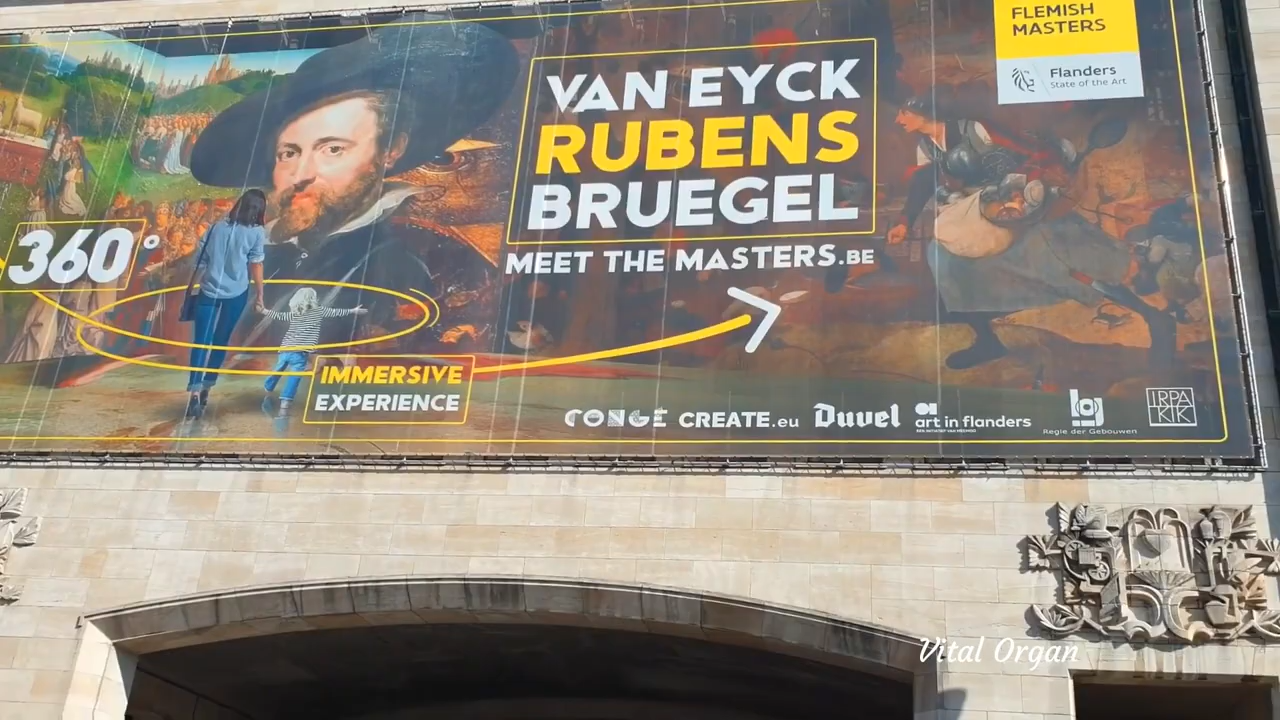 FLEMISH
MASTERS
Flanders
State of the Art
VAN EYCK
RUBENS
BRUEGEL
MEET THE MASTERS.BE
360°
IMMERSIVE
EXPERIENCE
CONGE
CREATE.eu
Duvel
art in flanders
Regie der Gebouwen
IRPA
KIK
Vital Organ